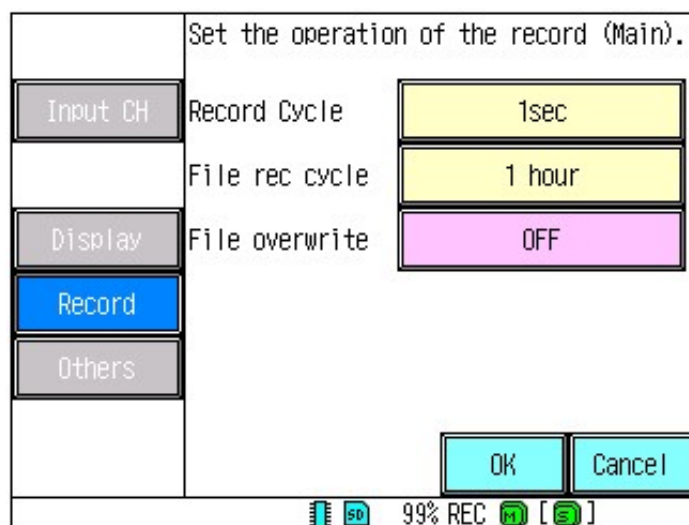 Set the operation of the record (Main).
Input CH
Record Cycle
1sec
File rec cycle
1 hour
Display
File overwrite
OFF
Record
Others
OK
Cancel
SD 99% REC M [S]